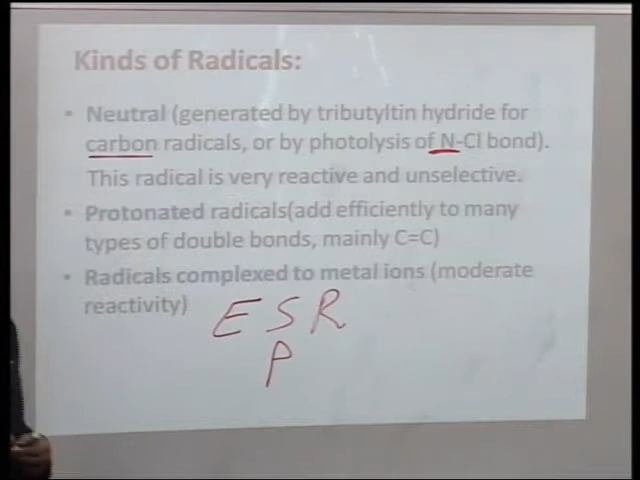 Kinds of Radicals:
• Neutral (generated by tributyltin hydride for
carbon radicals, or by photolysis of N-Cl bond).
This radical is very reactive and unselective.
• Protonated radicals(add efficiently to many
types of double bonds, mainly C=C)
• Radicals complexed to metal ions (moderate
reactivity)
ESR
P